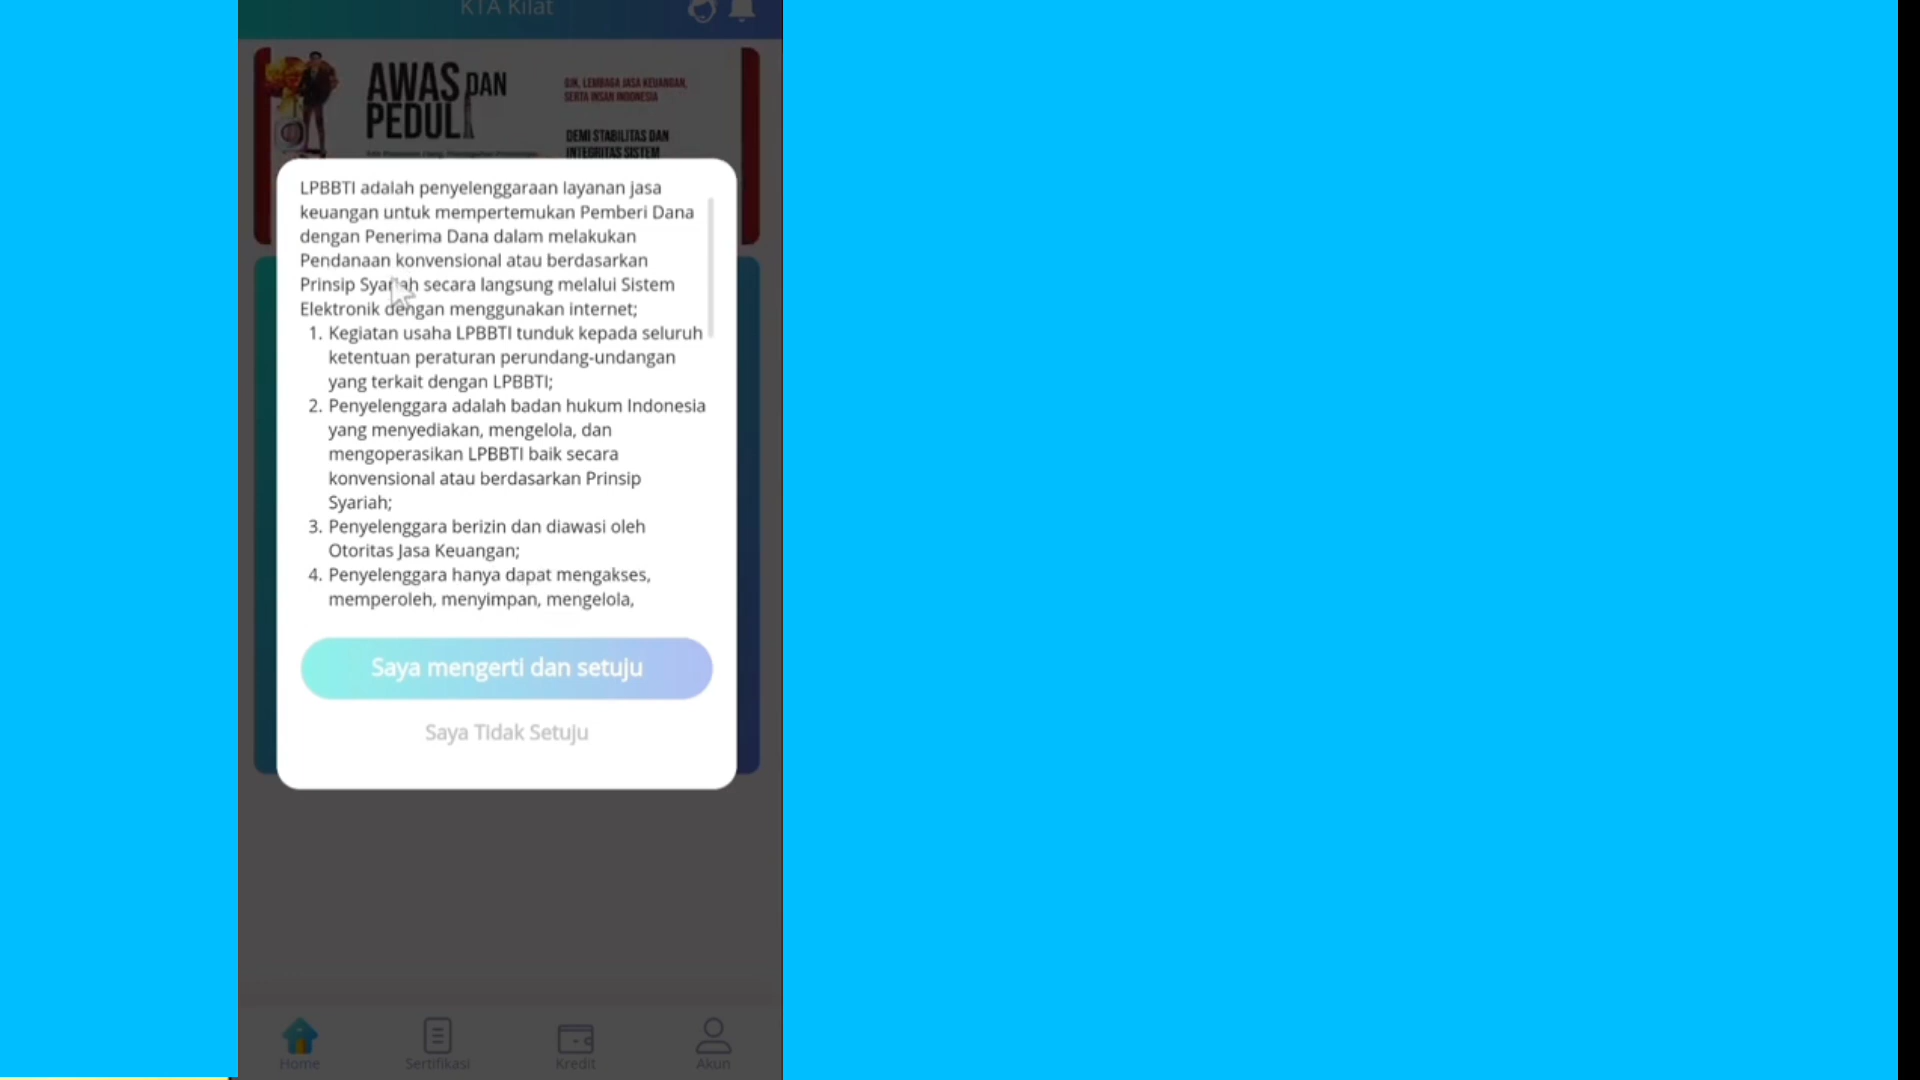 KTA Kilat
AWAS DAN
PEDULI
OJK, LEMBAGA JASA KEUANGAN,
SERTA INSAN INDONESIA
DEMI STABILITAS DAN
INTEGRITAS SISTEM
LPBBTI adalah penyelenggaraan layanan jasa
keuangan untuk mempertemukan Pemberi Dana
dengan Penerima Dana dalam melakukan
Pendanaan konvensional atau berdasarkan
Prinsip Syariah secara langsung melalui Sistem
Elektronik dengan menggunakan internet;
1. Kegiatan usaha LPBBTI tunduk kepada seluruh
ketentuan peraturan perundang-undangan
yang terkait dengan LPBBTI;
2. Penyelenggara adalah badan hukum Indonesia
yang menyediakan, mengelola, dan
mengoperasikan LPBBTI baik secara
konvensional atau berdasarkan Prinsip
Syariah;
3. Penyelenggara berizin dan diawasi oleh
Otoritas Jasa Keuangan;
4. Penyelenggara hanya dapat mengakses,
memperoleh, menyimpan, mengelola,
Saya mengerti dan setuju
Saya Tidak Setuju
Home
Sertifikasi
Kredit
Akun